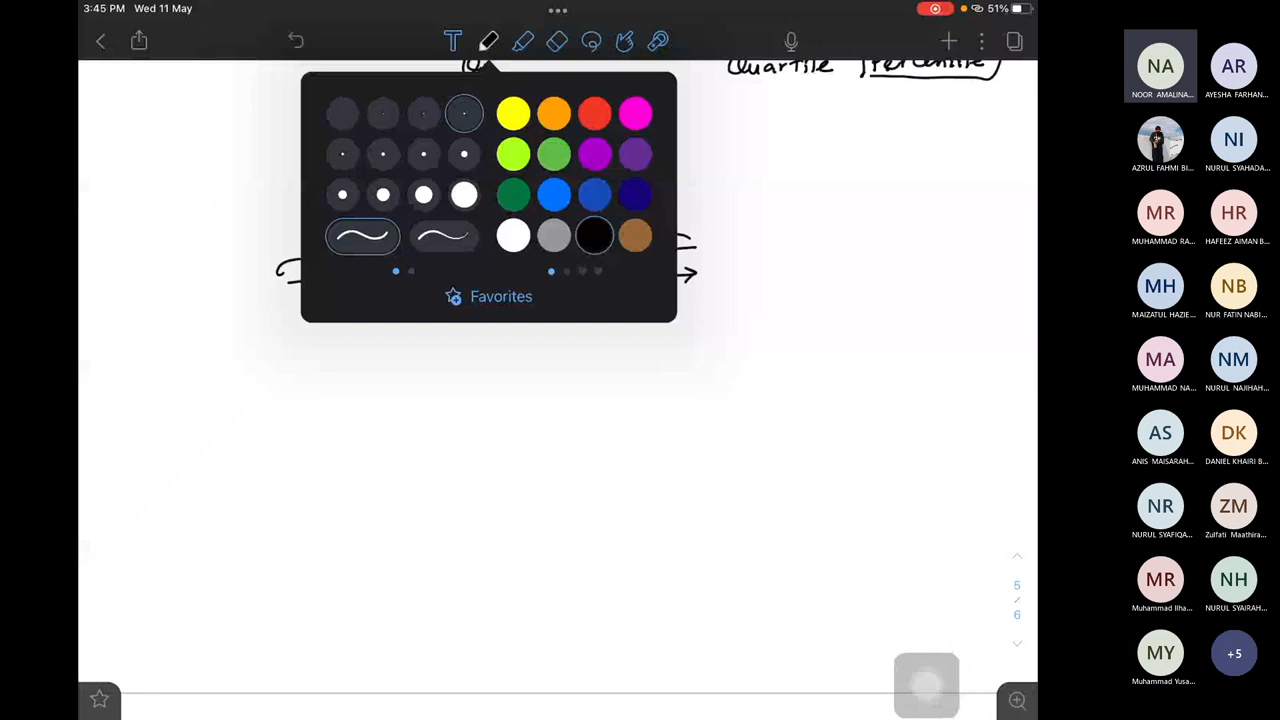 3:45 PM Wed 11 May
51%
T
Quartile Percentile
Favorites
5
6
NA
NOOR AMALINA...
AR
AYESHA FARHAN...
AZRUL FAHMI BI...
NI
NURUL SYAHADA...
MR
MUHAMMAD RA...
HR
HAFEEZ AIMAN B...
MH
MAIZATUL HAZIE...
NB
NUR FATIN NABI...
MA
MUHAMMAD NA...
NM
NURUL NAJIHAH...
AS
ANIS MAISARAH...
DK
DANIEL KHAIRI B...
NR
NURUL SYAFIQA...
ZM
Zulfati Maathira...
MR
Muhammad Ilha...
NH
NURUL SYAIRAH...
MY
Muhammad Yusa...
+5